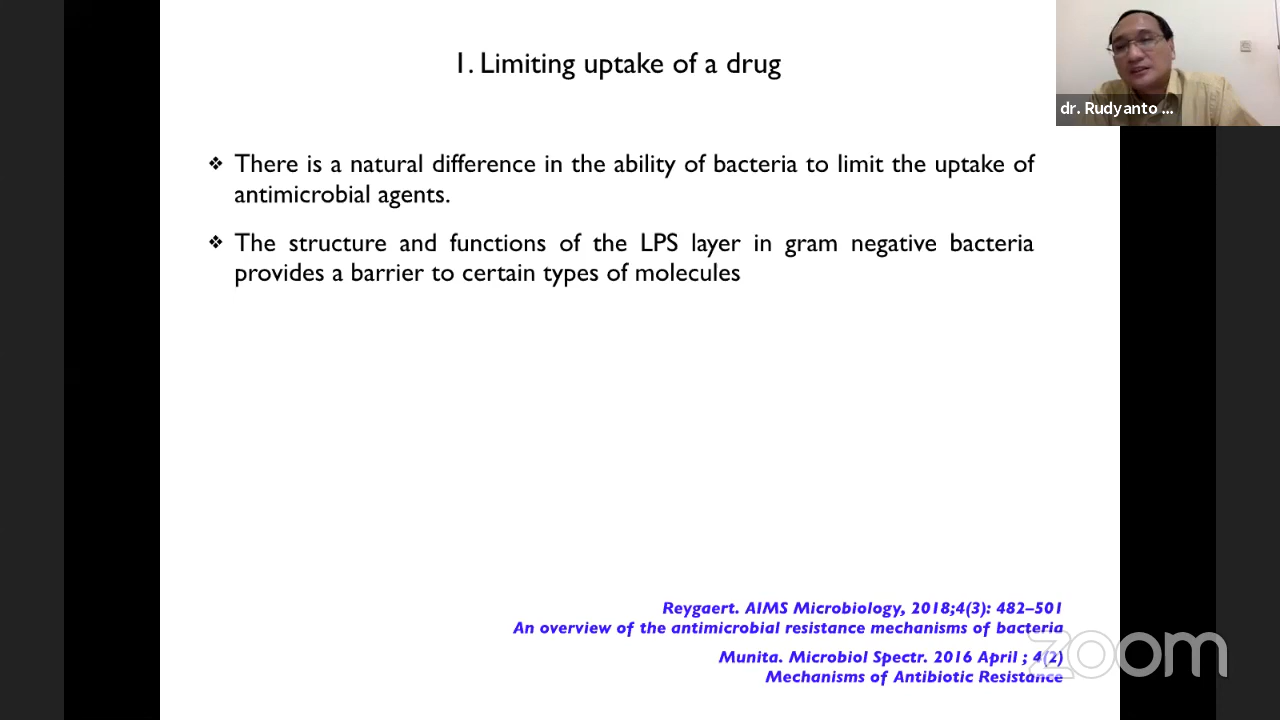 1. Limiting uptake of a drug
dr. Rudyanto ...
❖ There is a natural difference in the ability of bacteria to limit the uptake of
antimicrobial agents.
❖ The structure and functions of the LPS layer in gram negative bacteria
provides a barrier to certain types of molecules
Reygaert. AIMS Microbiology, 2018;4(3): 482–501
An overview of the antimicrobial resistance mechanisms of bacteria
Munita. Microbiol Spectr. 2016 April ; 4(2)
Mechanisms of Antibiotic Resistance
zoom